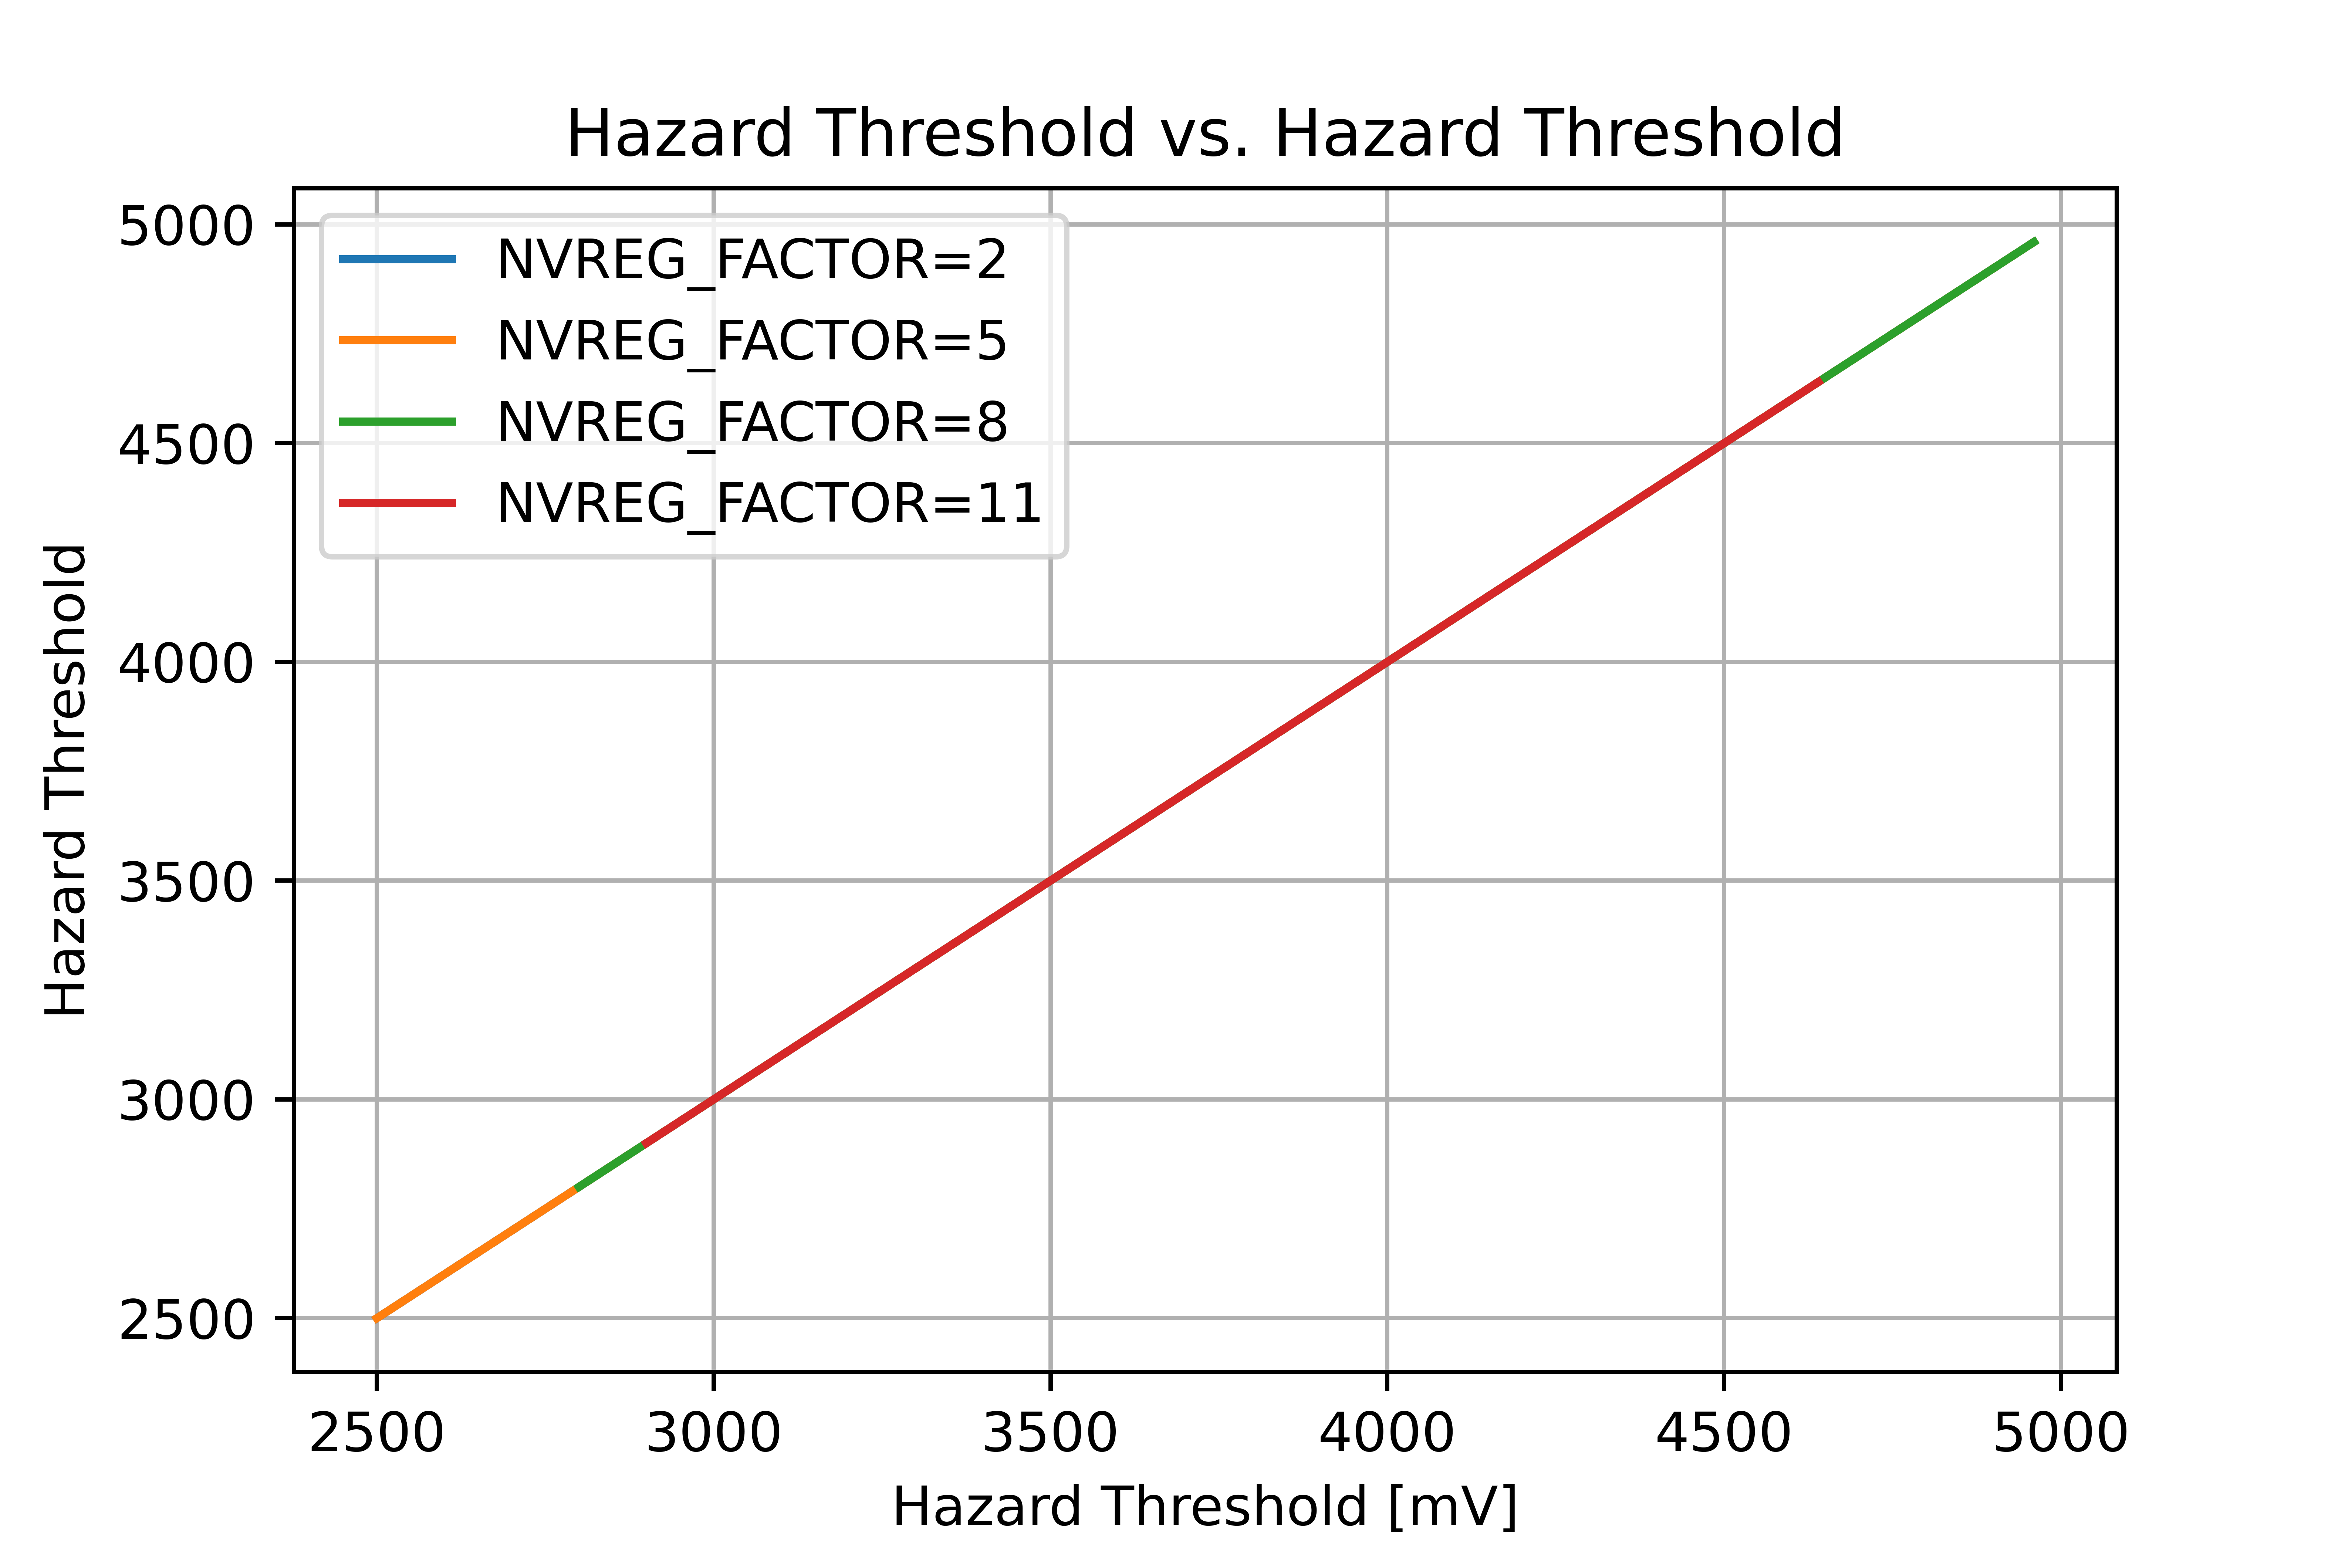 Hazard Threshold vs. Hazard Threshold
5000
4500
4000
3500
3000
2500
NVREG_FACTOR=2
NVREG_FACTOR=5
NVREG_FACTOR=8
NVREG_FACTOR=11
Hazard Threshold
2500 3000 3500 4000 4500 5000
Hazard Threshold [mV]